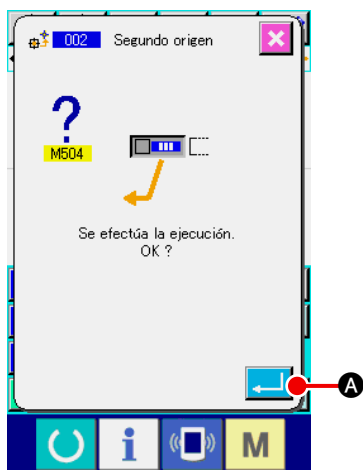 002 Segundo origen
?
M504
Se efectúa la ejecución.
OK ?
A
i
M